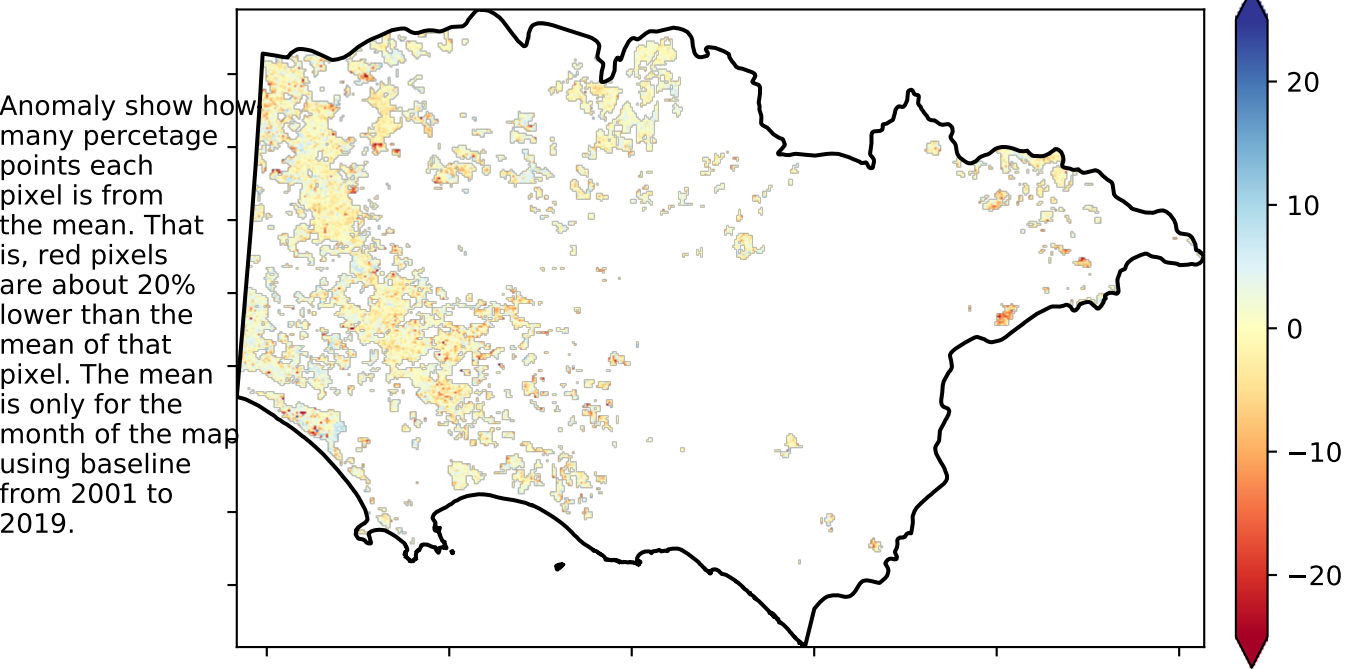 Anomaly show how
many percetage
points each
pixel is from
the mean. That
is, red pixels
are about 20%
lower than the
mean of that
pixel. The mean
is only for the
month of the map
using baseline
from 2001 to
2019.
20
10
0
−10
−20